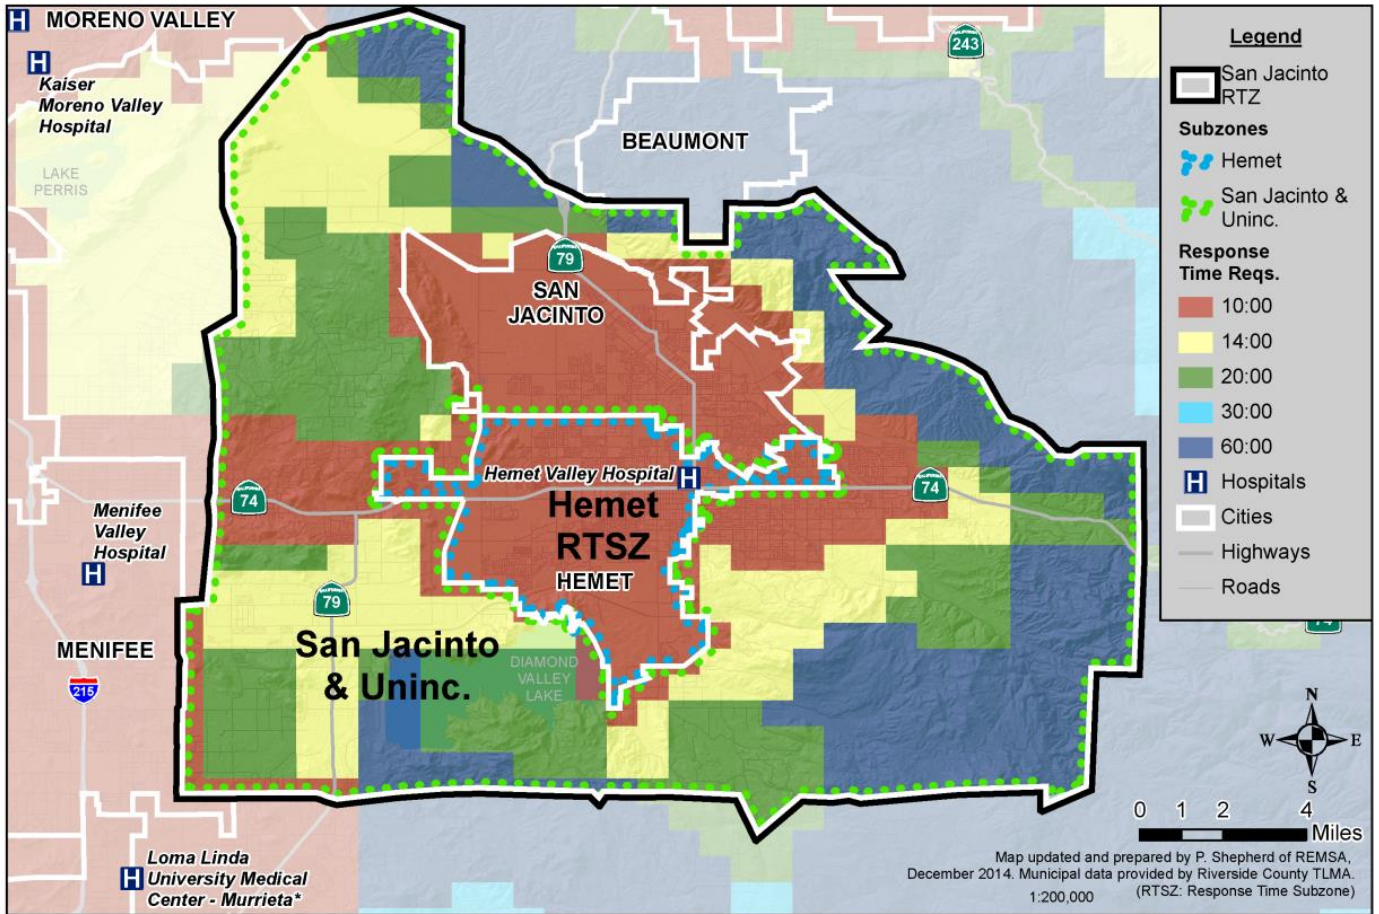 MORENO VALLEY
Kaiser
Moreno Valley
Hospital
LAKE
PERRIS
243
BEAUMONT
79
SAN
JACINTO
Hemet Valley Hospital
74
74
Hemet
RTSZ
HEMET
Menifee
Valley
Hospital
79
MENIFEE
San Jacinto
& Uninc.
DIAMOND
VALLEY
LAKE
215
Loma Linda
University Medical
Center - Murrieta*
Legend
San Jacinto
RTZ
Subzones
Hemet
San Jacinto &
Uninc.
Response
Time Reqs.
10:00
14:00
20:00
30:00
60:00
H Hospitals
Cities
Highways
Roads
74
N
W E
S
0 1 2 4
Miles
Map updated and prepared by P. Shepherd of REMSA,
December 2014. Municipal data provided by Riverside County TLMA.
1:200,000 (RTSZ: Response Time Subzone)